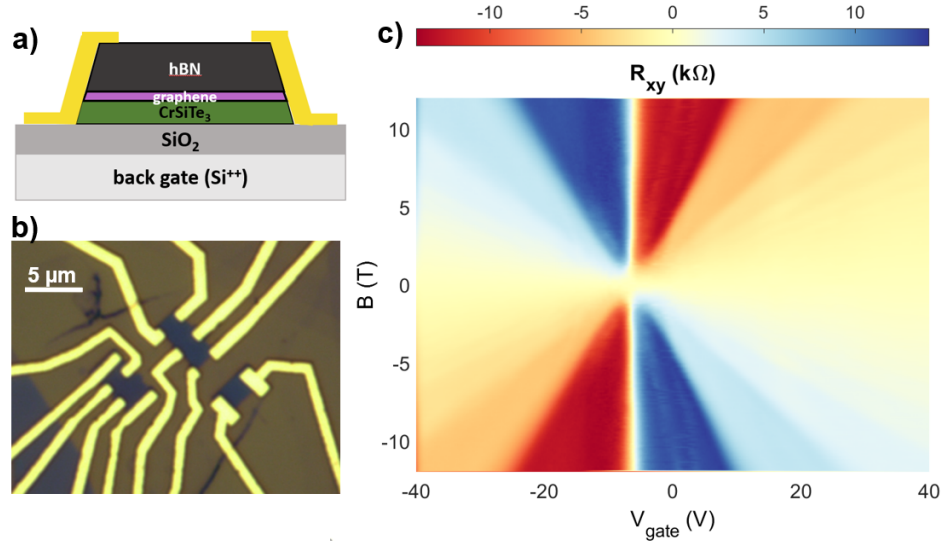 a)
hBN
graphene
CrSiTe₃
SiO₂
back gate (Si⁺⁺)
b)
5 µm
c)
-10 -5 0 5 10
Rxy (kΩ)
10
5
0
-5
-10
B (T)
-40 -20 0 20 40
Vgate (V)